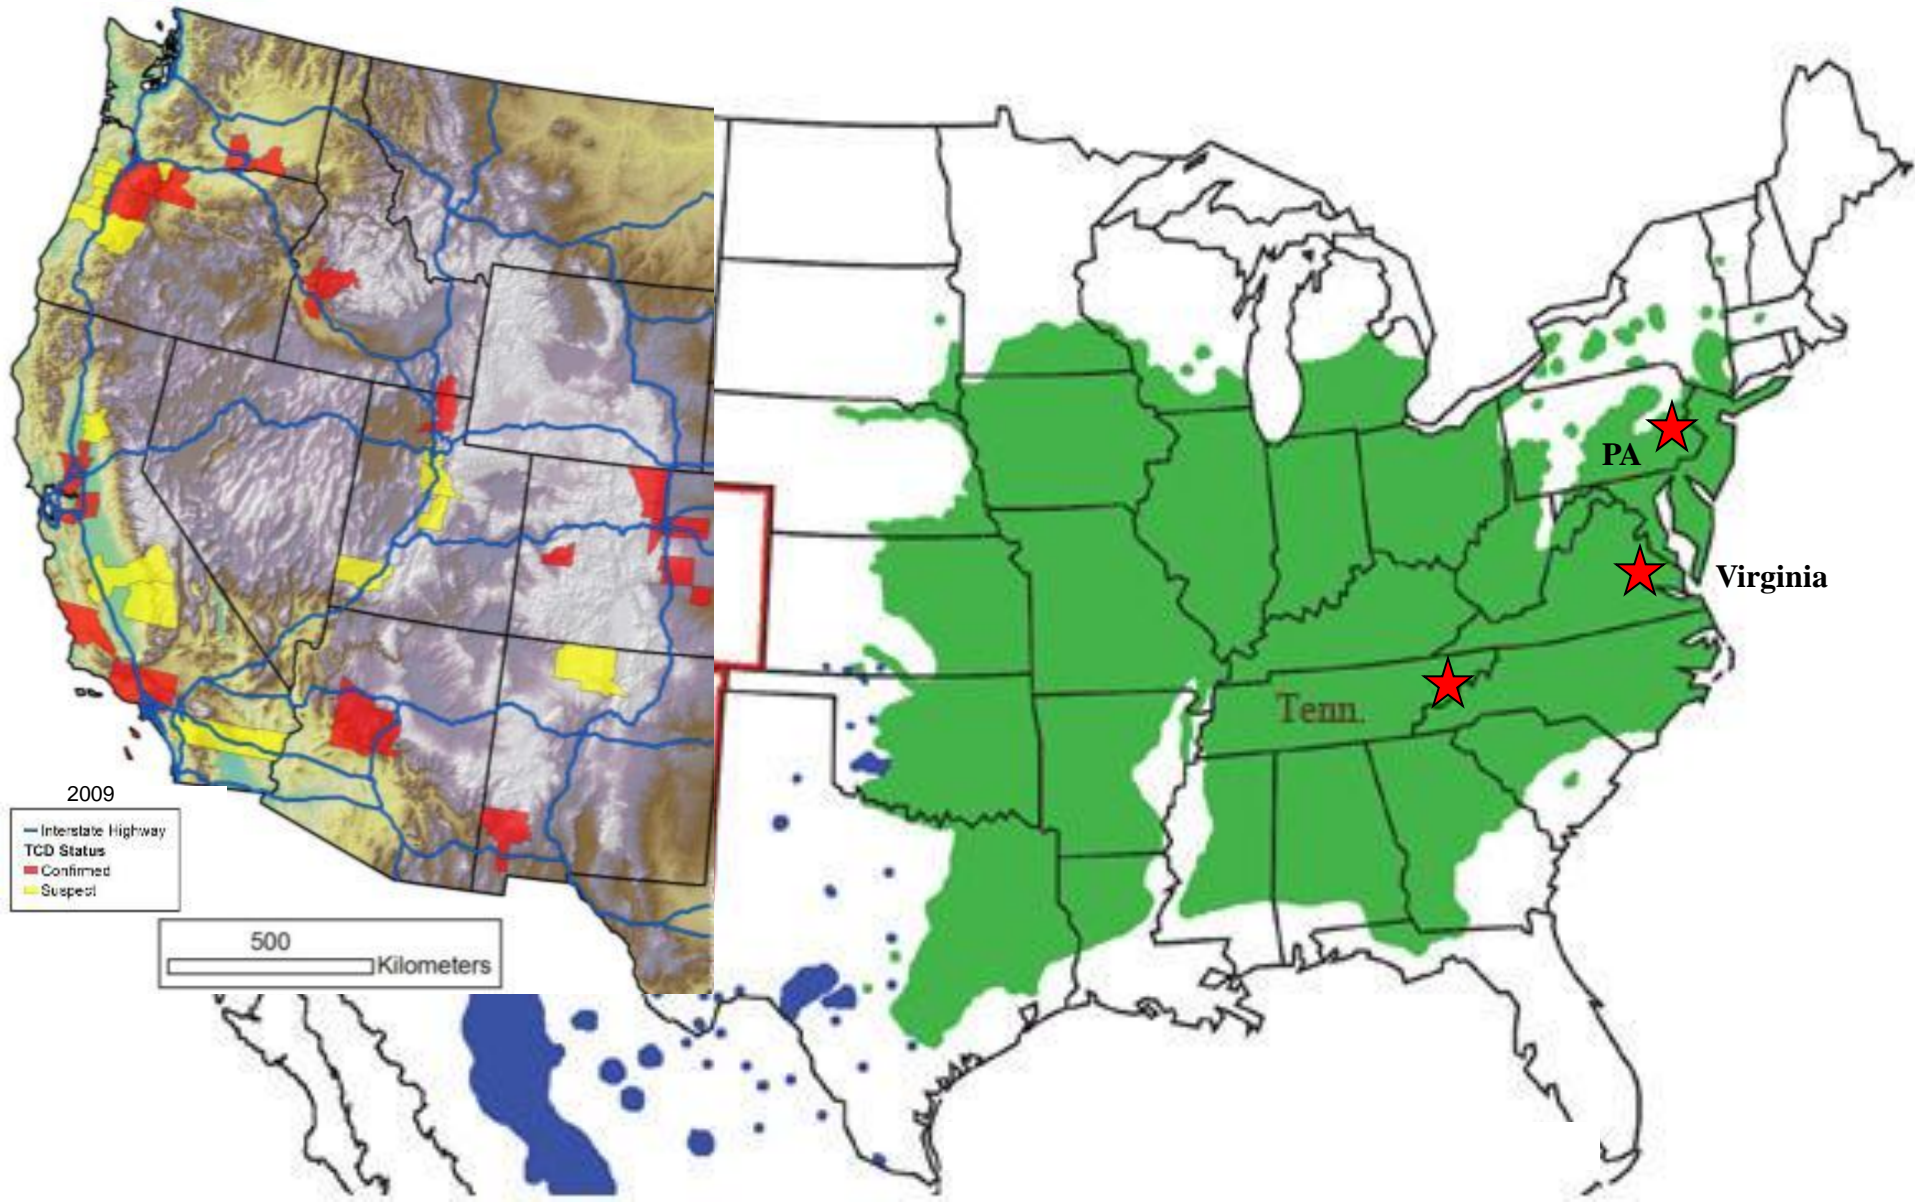 PA
Virginia
Tenn.
2009
Interstate Highway
TCD Status
Confirmed
Suspect
500
Kilometers